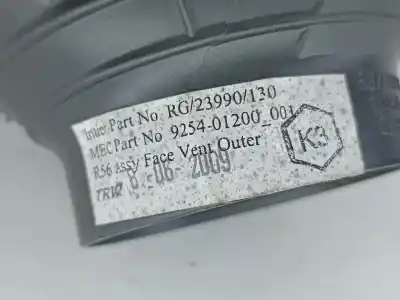 Inter Part No RG/23990/130
MEC Part No 9254-01200_001
R56 assy Face Vent Outer
TRW
8-06-2009
K3